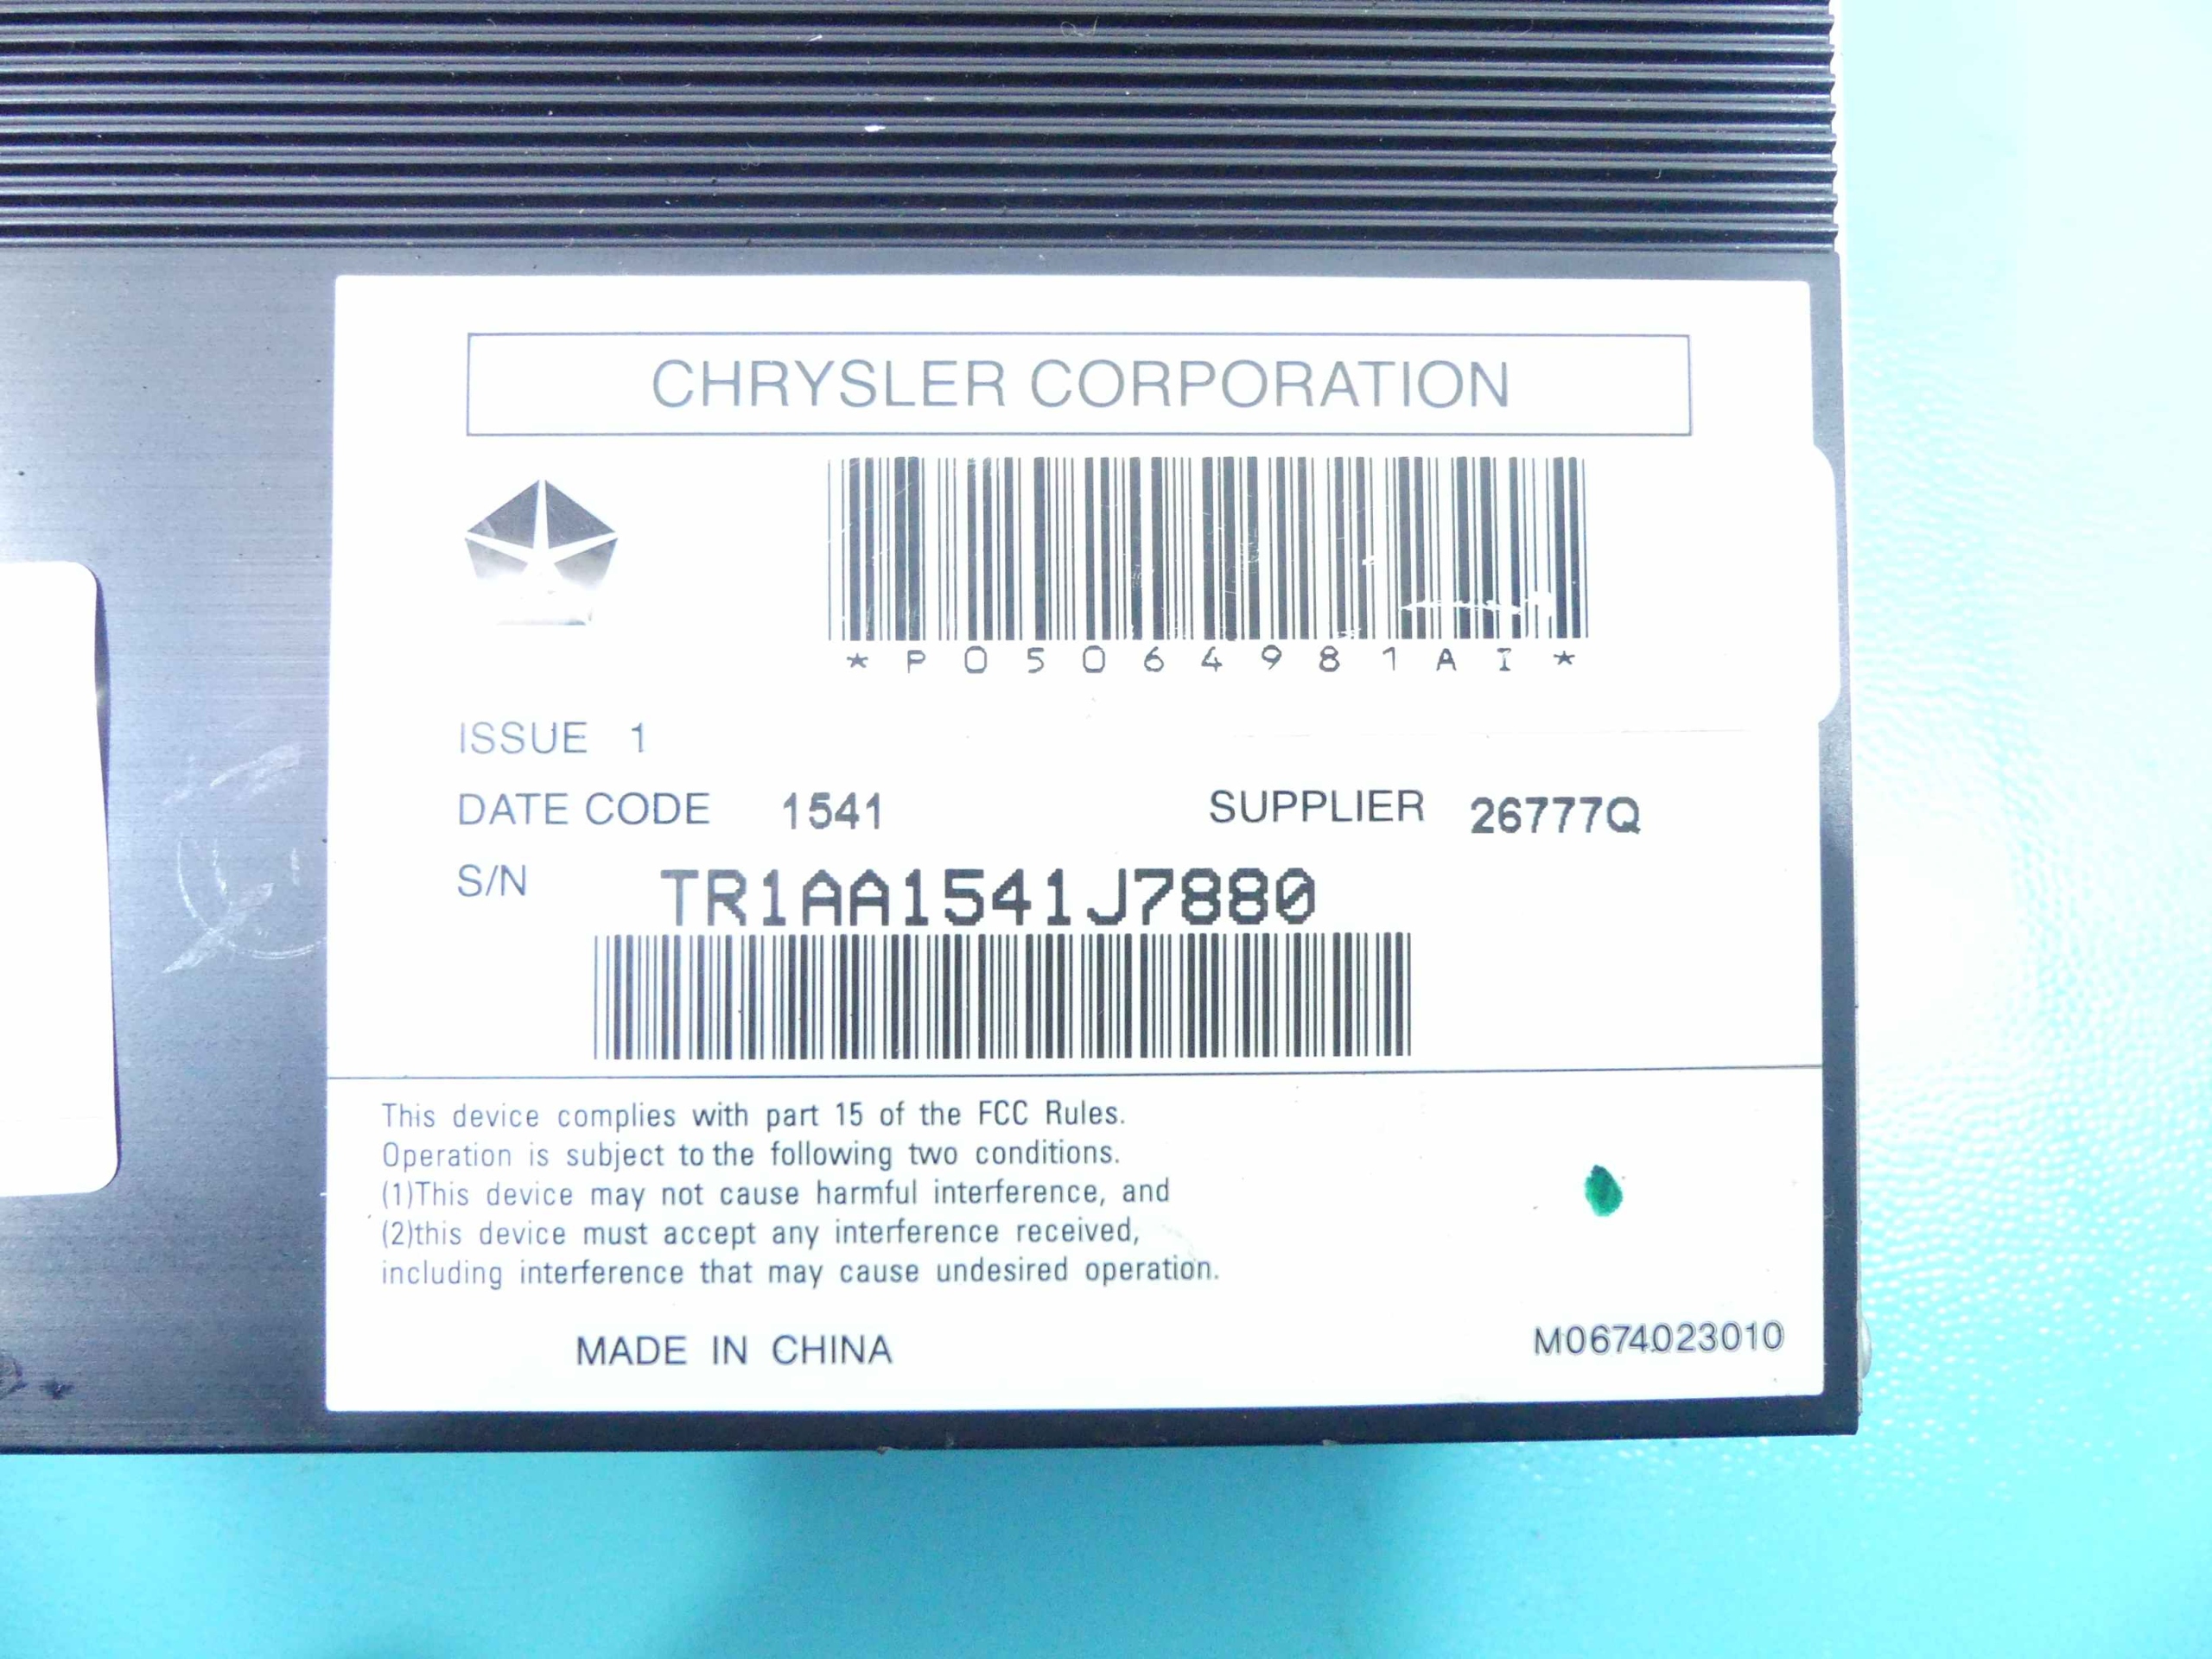 CHRYSLER CORPORATION
*P05064981AI*
ISSUE 1
DATE CODE 1541 SUPPLIER 26777Q
S/N TR1AA1541J7880
This device complies with part 15 of the FCC Rules.
Operation is subject to the following two conditions.
(1)This device may not cause harmful interference, and
(2)this device must accept any interference received,
including interference that may cause undesired operation.
MADE IN CHINA
M0674023010